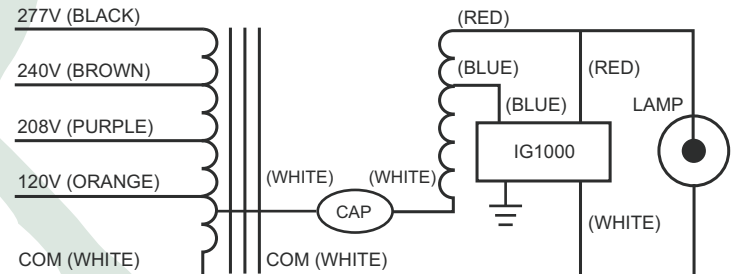 277V (BLACK)
(RED)
240V (BROWN)
(BLUE)
(RED)
(BLUE)
LAMP
208V (PURPLE)
IG1000
120V (ORANGE)
(WHITE)
(WHITE)
CAP
(WHITE)
COM (WHITE)
COM (WHITE)